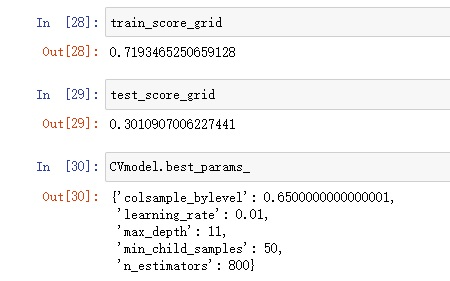 In [28]: train_score_grid
Out[28]: 0.7193465250659128
In [29]: test_score_grid
Out[29]: 0.3010907006227441
In [30]: CVmodel.best_params_
Out[30]: {'colsample_bylevel': 0.6500000000000001,
'learning_rate': 0.01,
'max_depth': 11,
'min_child_samples': 50,
'n_estimators': 800}